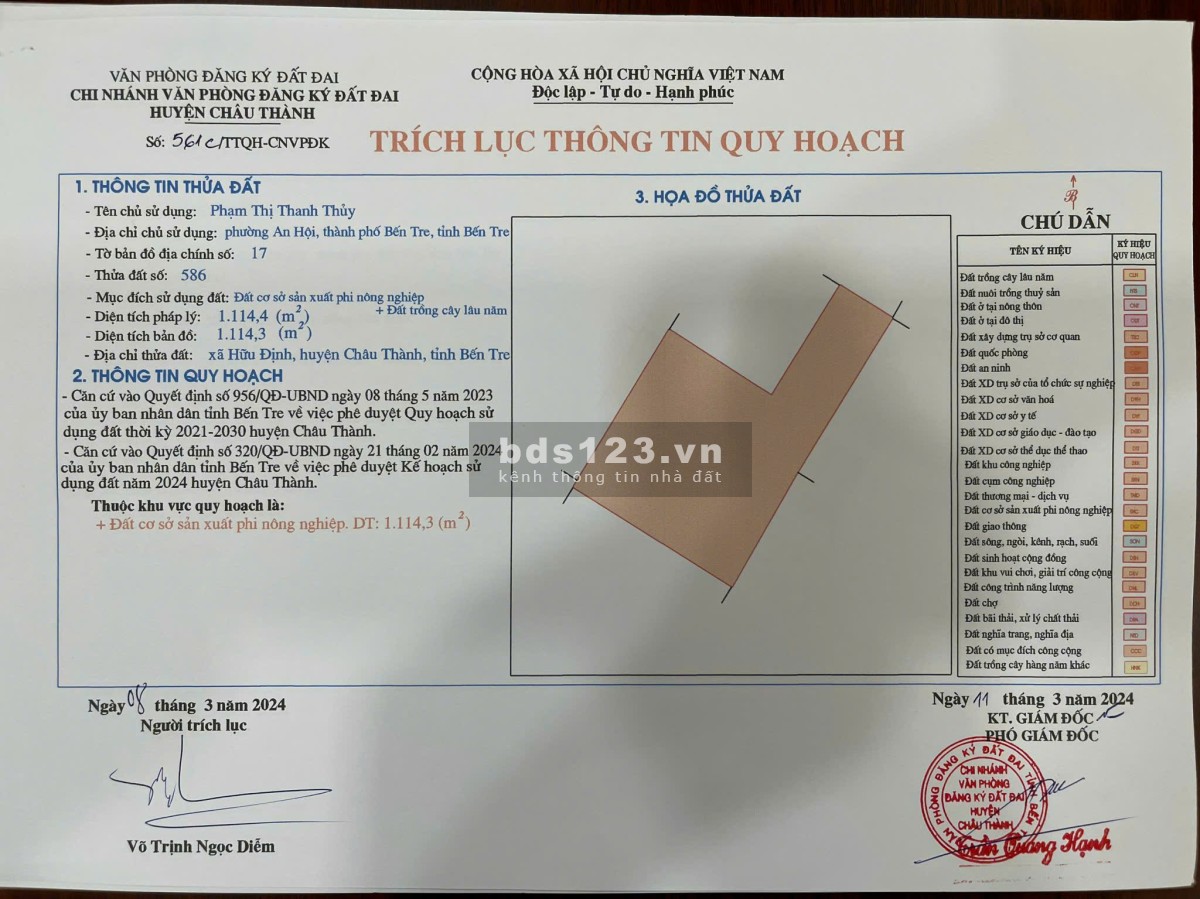 VĂN PHÒNG ĐĂNG KÝ ĐẤT ĐAI
CHI NHÁNH VĂN PHÒNG ĐĂNG KÝ ĐẤT ĐAI
HUYỆN CHÂU THÀNH
Số: 561c/TTQH-CNVPĐK
CỘNG HÒA XÃ HỘI CHỦ NGHĨA VIỆT NAM
Độc lập - Tự do - Hạnh phúc
TRÍCH LỤC THÔNG TIN QUY HOẠCH
1. THÔNG TIN THỬA ĐẤT
- Tên chủ sử dụng: Phạm Thị Thanh Thủy
- Địa chỉ chủ sử dụng: phường An Hội, thành phố Bến Tre, tỉnh Bến Tre
- Tờ bản đồ địa chính số: 17
- Thửa đất số: 586
- Mục đích sử dụng đất: Đất cơ sở sản xuất phi nông nghiệp
+ Đất trồng cây lâu năm
- Diện tích pháp lý: 1.114,4 (m²)
- Diện tích bản đồ: 1.114,3 (m²)
- Địa chỉ thửa đất: xã Hữu Định, huyện Châu Thành, tỉnh Bến Tre
2. THÔNG TIN QUY HOẠCH
- Căn cứ vào Quyết định số 956/QĐ-UBND ngày 08 tháng 5 năm 2023
của ủy ban nhân dân tỉnh Bến Tre về việc phê duyệt Quy hoạch sử
dụng đất thời kỳ 2021-2030 huyện Châu Thành.
- Căn cứ vào Quyết định số 320/QĐ-UBND ngày 21 tháng 02 năm 2024
của ủy ban nhân dân tỉnh Bến Tre về việc phê duyệt Kế hoạch sử
dụng đất năm 2024 huyện Châu Thành.
Thuộc khu vực quy hoạch là:
+ Đất cơ sở sản xuất phi nông nghiệp. DT: 1.114,3 (m²)
3. HỌA ĐỒ THỬA ĐẤT
bds123.vn
kênh thông tin nhà đất
B
CHÚ DẪN
TÊN KÝ HIỆU
KÝ HIỆU
QUY HOẠCH
Đất trồng cây lâu năm
Đất nuôi trồng thuỷ sản
Đất ở tại nông thôn
Đất ở tại đô thị
Đất xây dựng trụ sở cơ quan
Đất quốc phòng
Đất an ninh
Đất XD trụ sở của tổ chức sự nghiệp
Đất XD cơ sở văn hoá
Đất XD cơ sở y tế
Đất XD cơ sở giáo dục - đào tạo
Đất XD cơ sở thể dục thể thao
Đất khu công nghiệp
Đất cụm công nghiệp
Đất thương mại - dịch vụ
Đất cơ sở sản xuất phi nông nghiệp
Đất giao thông
Đất sông, ngòi, kênh, rạch, suối
Đất sinh hoạt cộng đồng
Đất khu vui chơi, giải trí công cộng
Đất công trình năng lượng
Đất chợ
Đất bãi thải, xử lý chất thải
Đất nghĩa trang, nghĩa địa
Đất có mục đích công cộng
Đất trồng cây hàng năm khác
Ngày 08 tháng 3 năm 2024
Người trích lục
Võ Trịnh Ngọc Diễm
Ngày 11 tháng 3 năm 2024
KT. GIÁM ĐỐC
PHÓ GIÁM ĐỐC
CHI NHÁNH
VĂN PHÒNG
ĐĂNG KÝ ĐẤT ĐAI
HUYỆN
CHÂU THÀNH
Trần Quang Hạnh